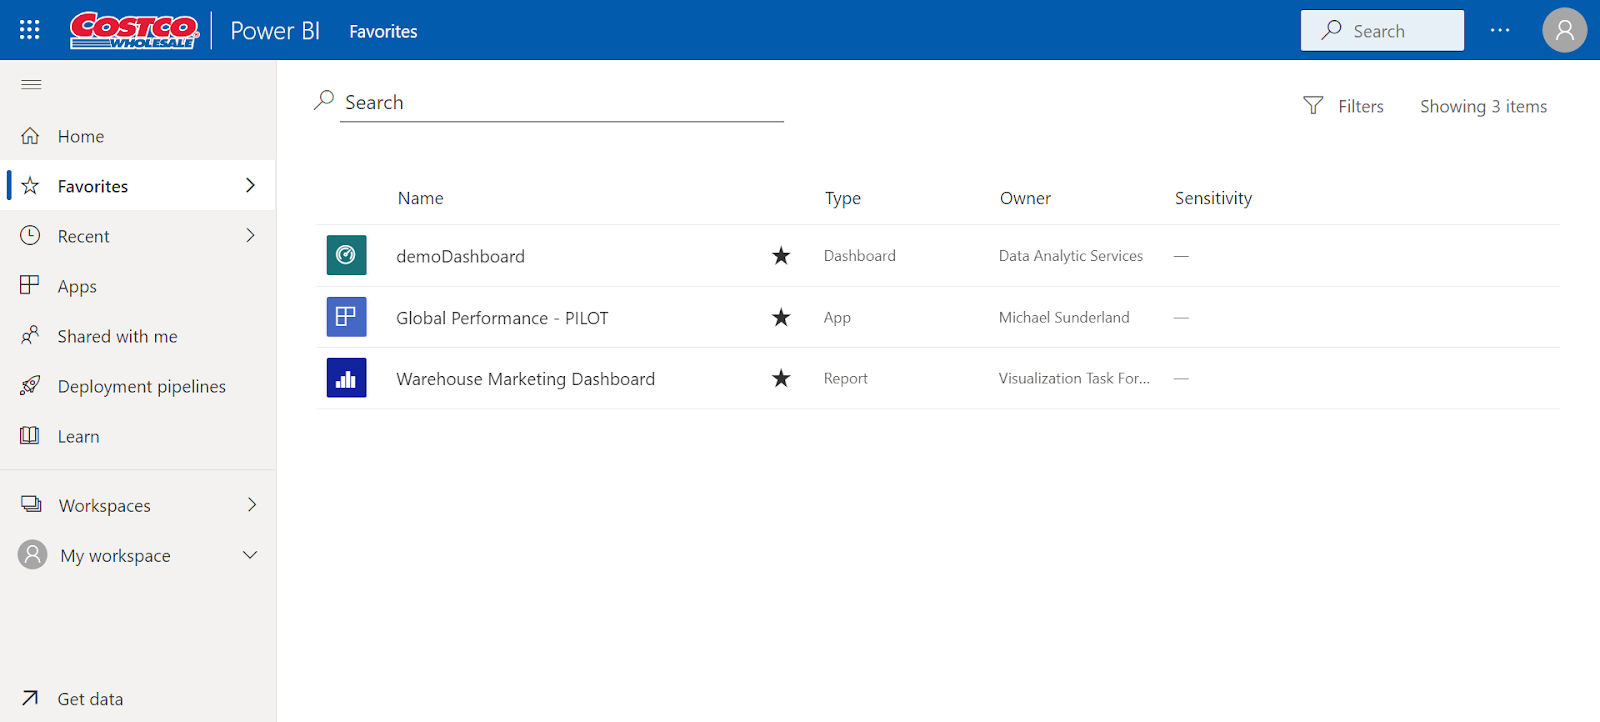 COSTCO
WHOLESALE
Power BI
Favorites
Search
Home
Favorites
Recent
Apps
Shared with me
Deployment pipelines
Learn
Workspaces
My workspace
Get data
Search
Filters
Showing 3 items
Name Type Owner Sensitivity
demoDashboard Dashboard Data Analytic Services —
Global Performance - PILOT App Michael Sunderland —
Warehouse Marketing Dashboard Report Visualization Task For... —